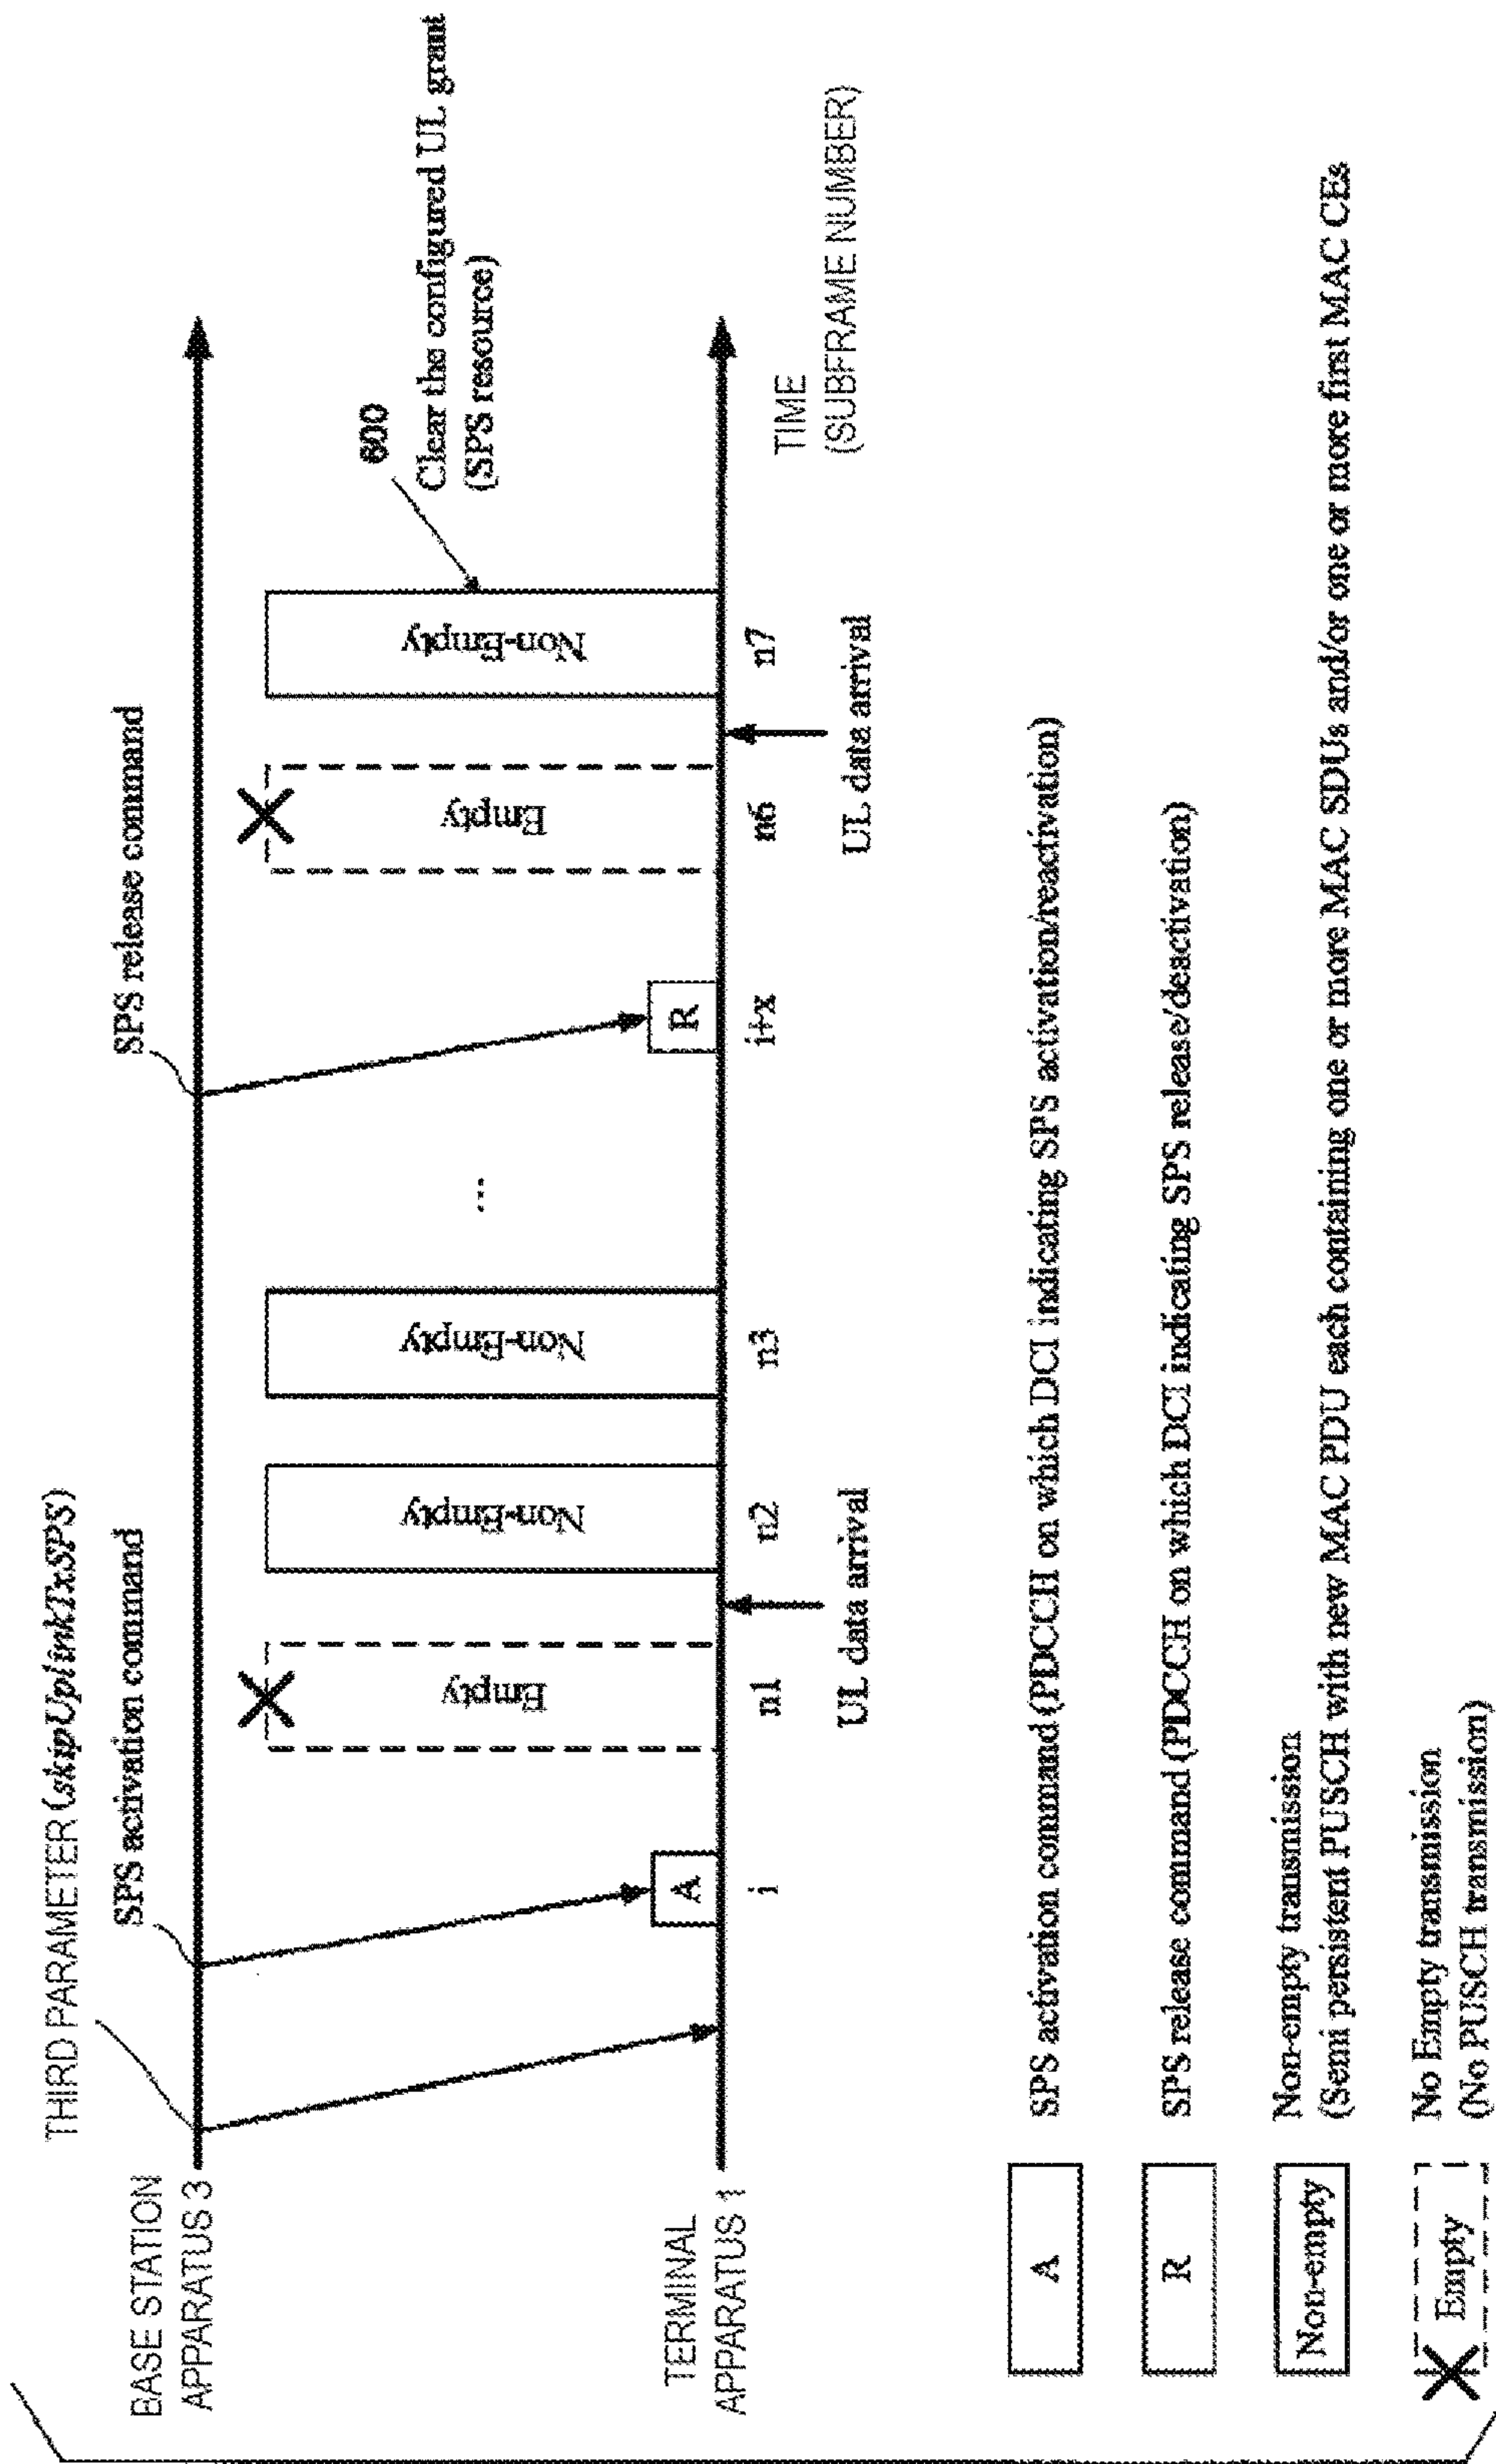 BASE STATION
APPARATUS 3
THIRD PARAMETER (skipUplinkTxSPS)
SPS activation command
SPS release command
600
Clear the configured UL grant
(SPS resource)
Empty
Non-Empty
Non-Empty
...
Empty
Non-Empty
A
R
TERMINAL
APPARATUS 1
i
n1
n2
n3
i+x
n6
n7
TIME
(SUBFRAME NUMBER)
UL data arrival
UL data arrival
A
SPS activation command (PDCCH on which DCI indicating SPS activation/reactivation)
R
SPS release command (PDCCH on which DCI indicating SPS release/deactivation)
Non-empty
Non-empty transmission
(Semi persistent PUSCH with new MAC PDU each containing one or more MAC SDUs and/or one or more first MAC CEs
Empty
No Empty transmission
(No PUSCH transmission)